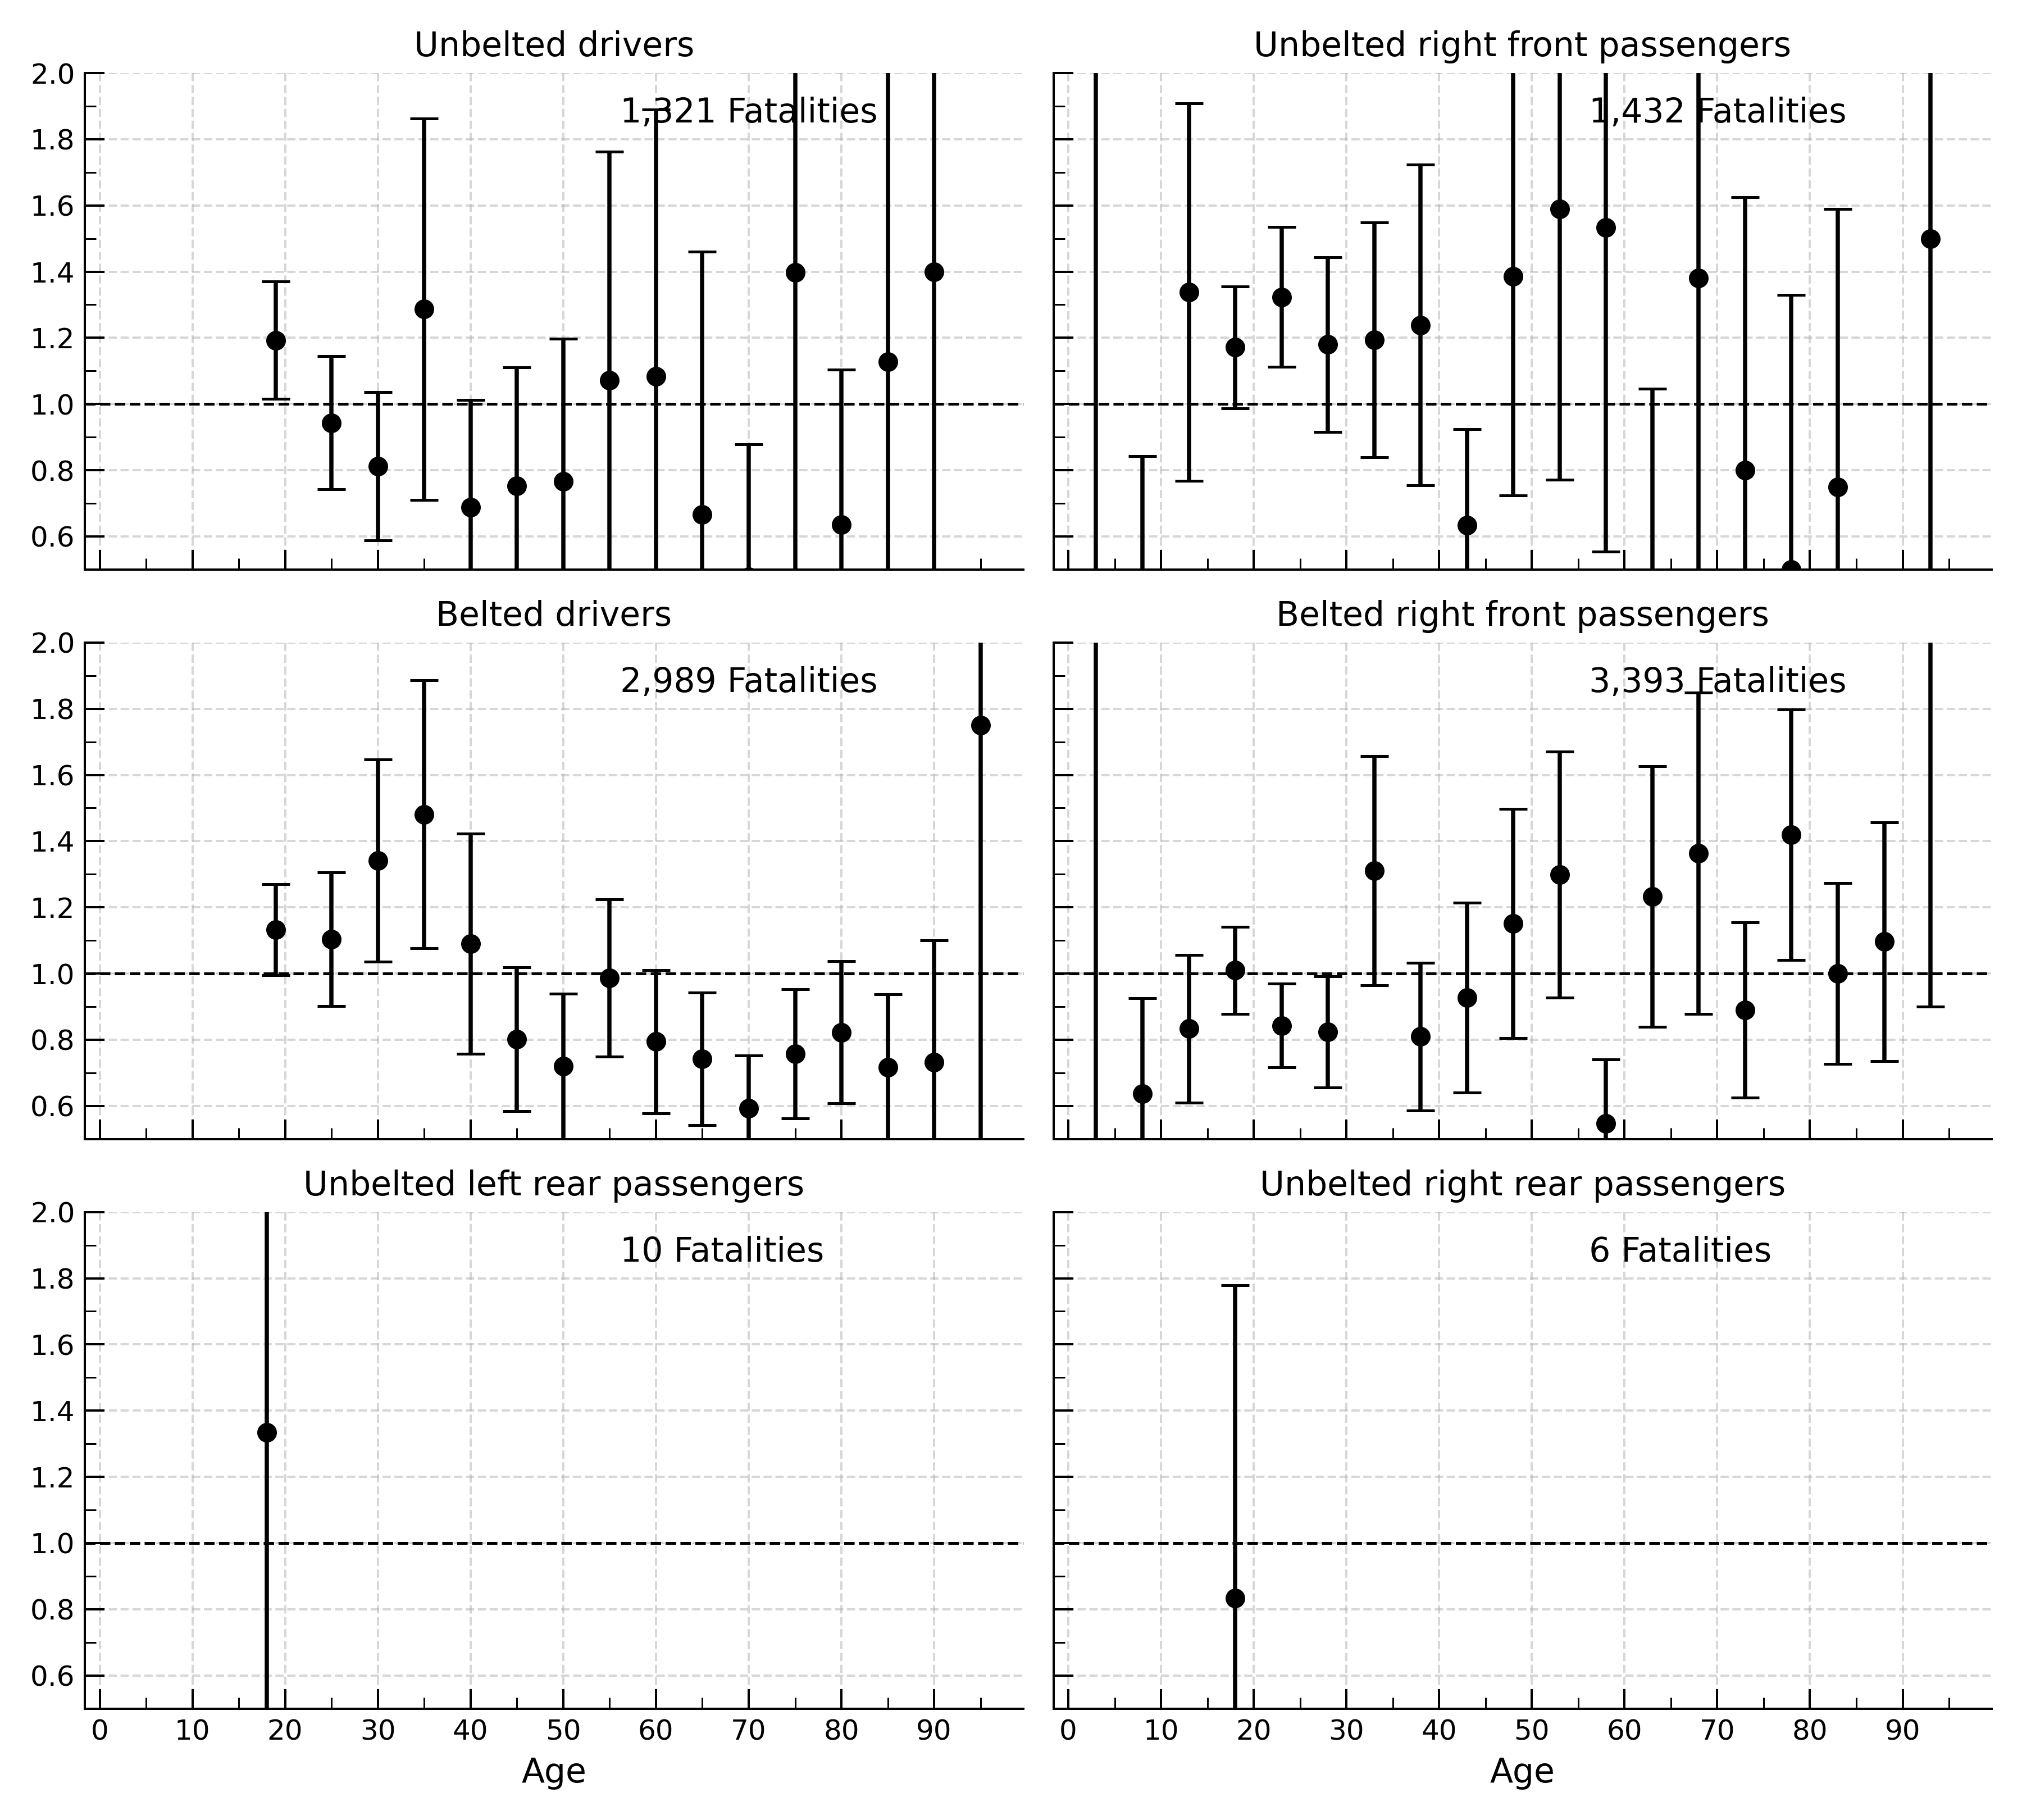 Unbelted drivers
Unbelted right front passengers
2.0
1.8
1.6
1.4
1.2
1.0
0.8
0.6
1,321 Fatalities
1,432 Fatalities
Belted drivers
Belted right front passengers
2.0
1.8
1.6
1.4
1.2
1.0
0.8
0.6
2,989 Fatalities
3,393 Fatalities
Unbelted left rear passengers
Unbelted right rear passengers
2.0
1.8
1.6
1.4
1.2
1.0
0.8
0.6
10 Fatalities
6 Fatalities
0 10 20 30 40 50 60 70 80 90
0 10 20 30 40 50 60 70 80 90
Age
Age